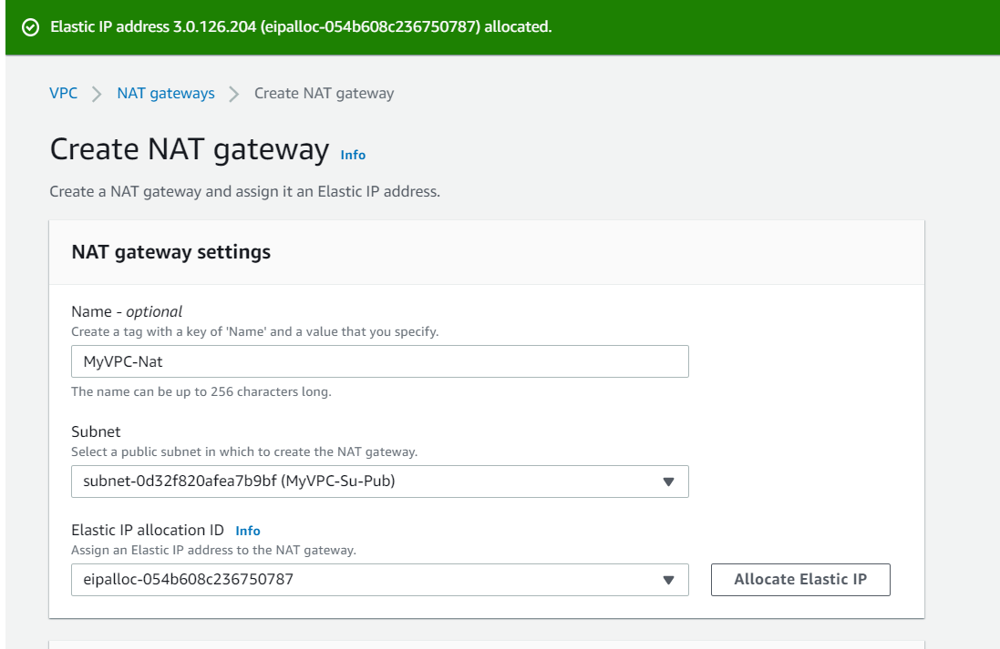 Elastic IP address 3.0.126.204 (eipalloc-054b608c236750787) allocated.
VPC > NAT gateways > Create NAT gateway
Create NAT gateway Info
Create a NAT gateway and assign it an Elastic IP address.
NAT gateway settings
Name - optional
Create a tag with a key of 'Name' and a value that you specify.
MyVPC-Nat
The name can be up to 256 characters long.
Subnet
Select a public subnet in which to create the NAT gateway.
subnet-0d32f820afea7b9bf (MyVPC-Su-Pub)
Elastic IP allocation ID Info
Assign an Elastic IP address to the NAT gateway.
eipalloc-054b608c236750787 Allocate Elastic IP